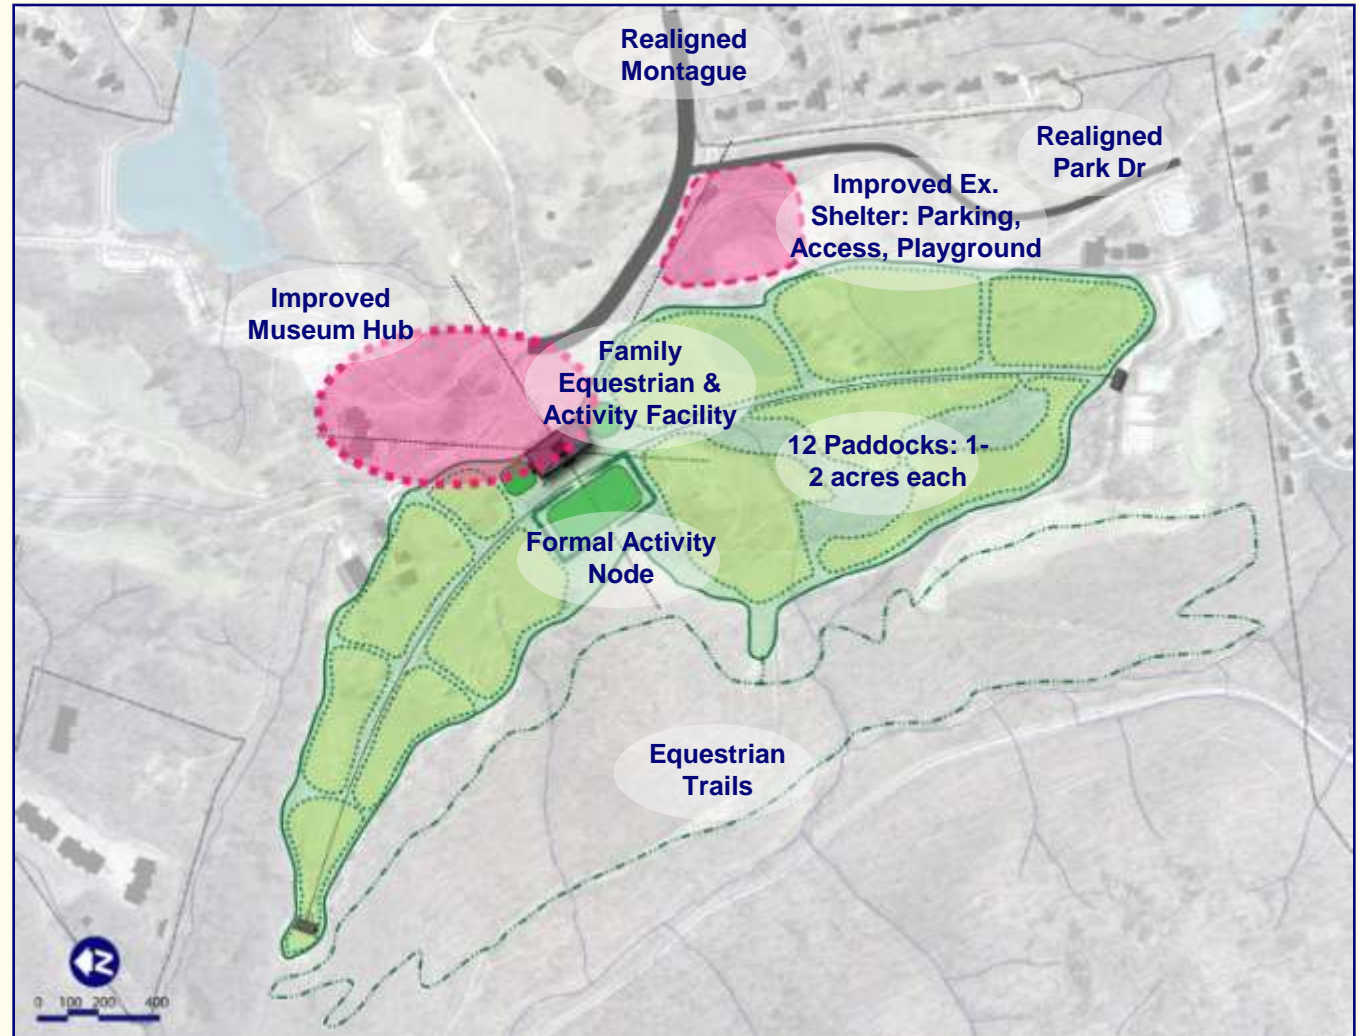 Realigned
Montague
Realigned
Park Dr
Improved Ex.
Shelter: Parking,
Access, Playground
Improved
Museum Hub
Family
Equestrian &
Activity Facility
12 Paddocks: 1-
2 acres each
Formal Activity
Node
Equestrian
Trails
N
0 100 200 400